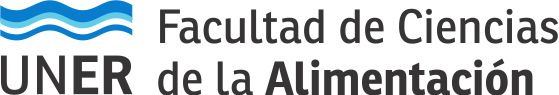 UNER
Facultad de Ciencias
de la Alimentación